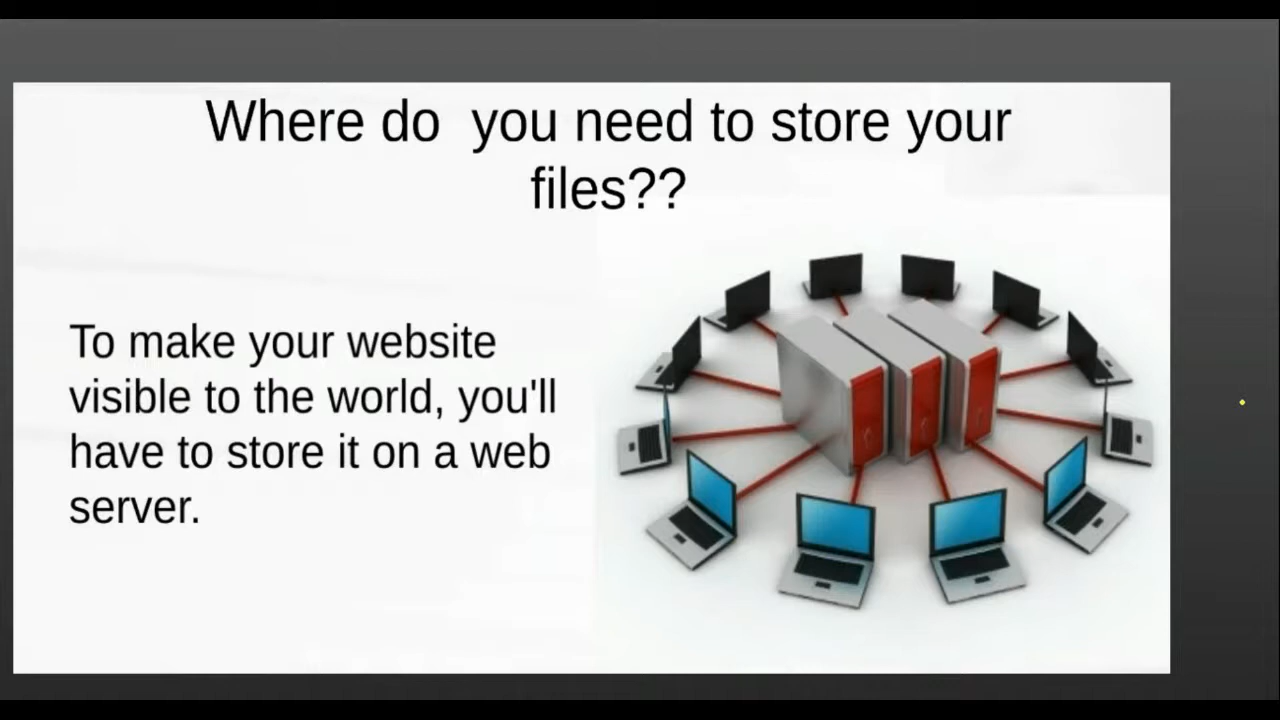 Where do  you need to store your
files??
To make your website
visible to the world, you'll
have to store it on a web
server.